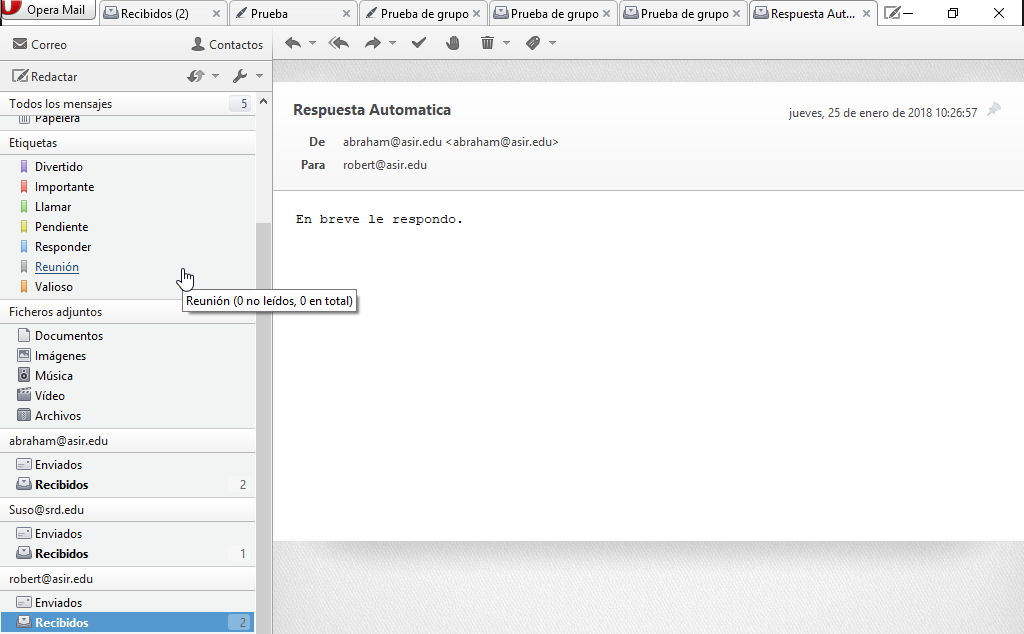 Opera Mail
Recibidos (2)
Prueba
Prueba de grupo
Prueba de grupo
Prueba de grupo
Respuesta Aut...
Correo
Contactos
Redactar
Todos los mensajes 5
Papelera
Etiquetas
Divertido
Importante
Llamar
Pendiente
Responder
Reunión
Valioso
Reunión (0 no leídos, 0 en total)
Ficheros adjuntos
Documentos
Imágenes
Música
Vídeo
Archivos
abraham@asir.edu
Enviados
Recibidos 2
Suso@srd.edu
Enviados
Recibidos 1
robert@asir.edu
Enviados
Recibidos 2
Respuesta Automatica
jueves, 25 de enero de 2018 10:26:57
De abraham@asir.edu <abraham@asir.edu>
Para robert@asir.edu
En breve le respondo.